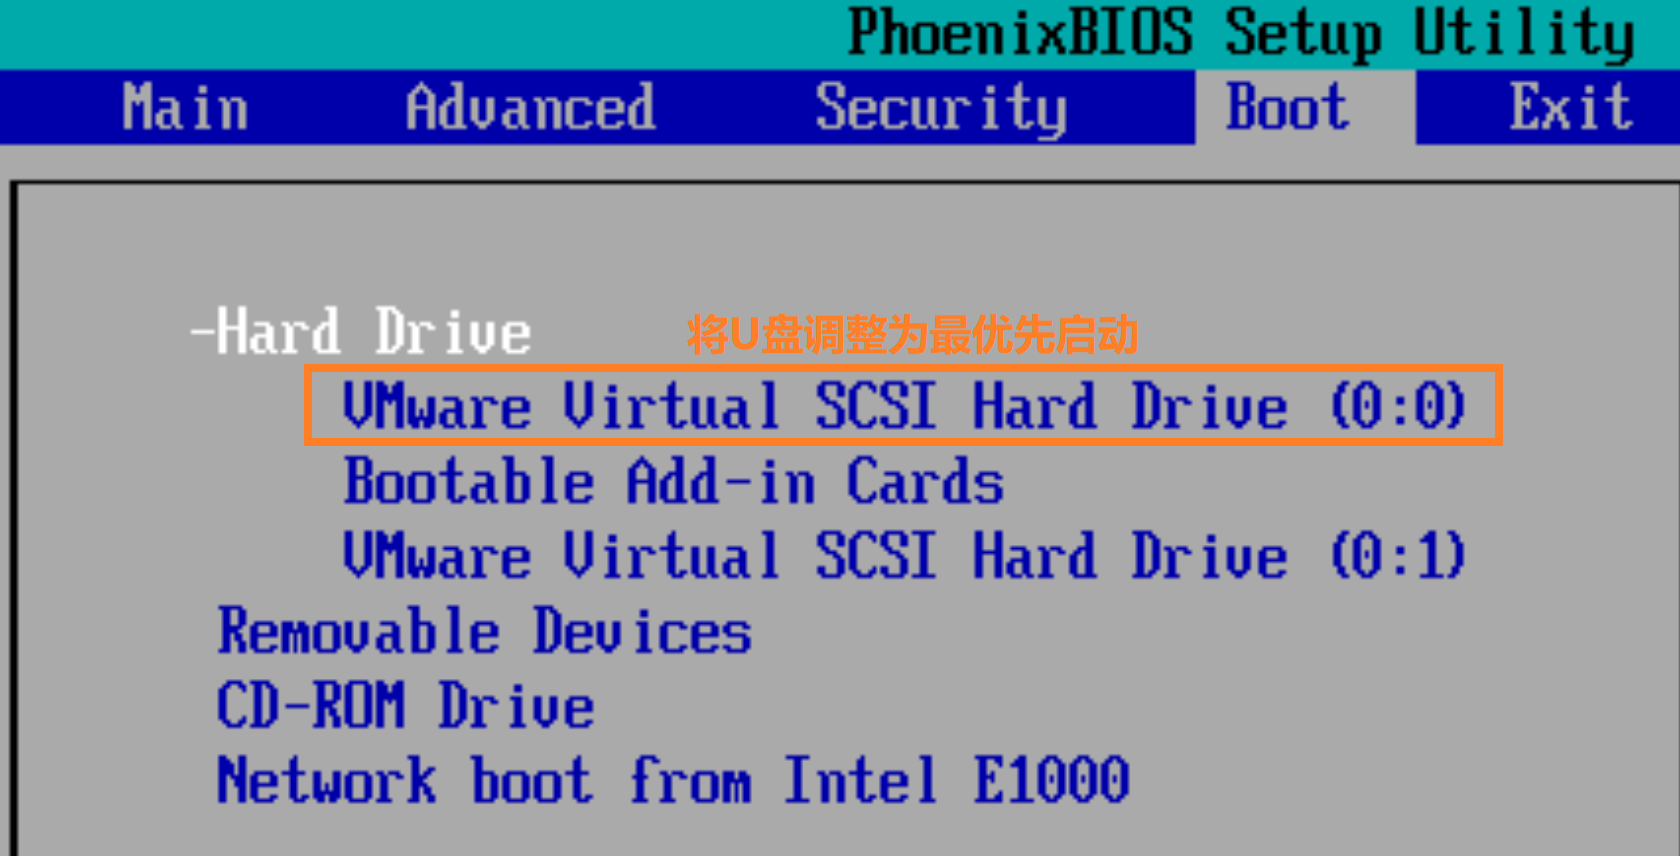 PhoenixBIOS Setup Utility
Main Advanced Security Boot Exit
-Hard Drive 将U盘调整为最优先启动
VMware Virtual SCSI Hard Drive (0:0)
Bootable Add-in Cards
VMware Virtual SCSI Hard Drive (0:1)
Removable Devices
CD-ROM Drive
Network boot from Intel E1000